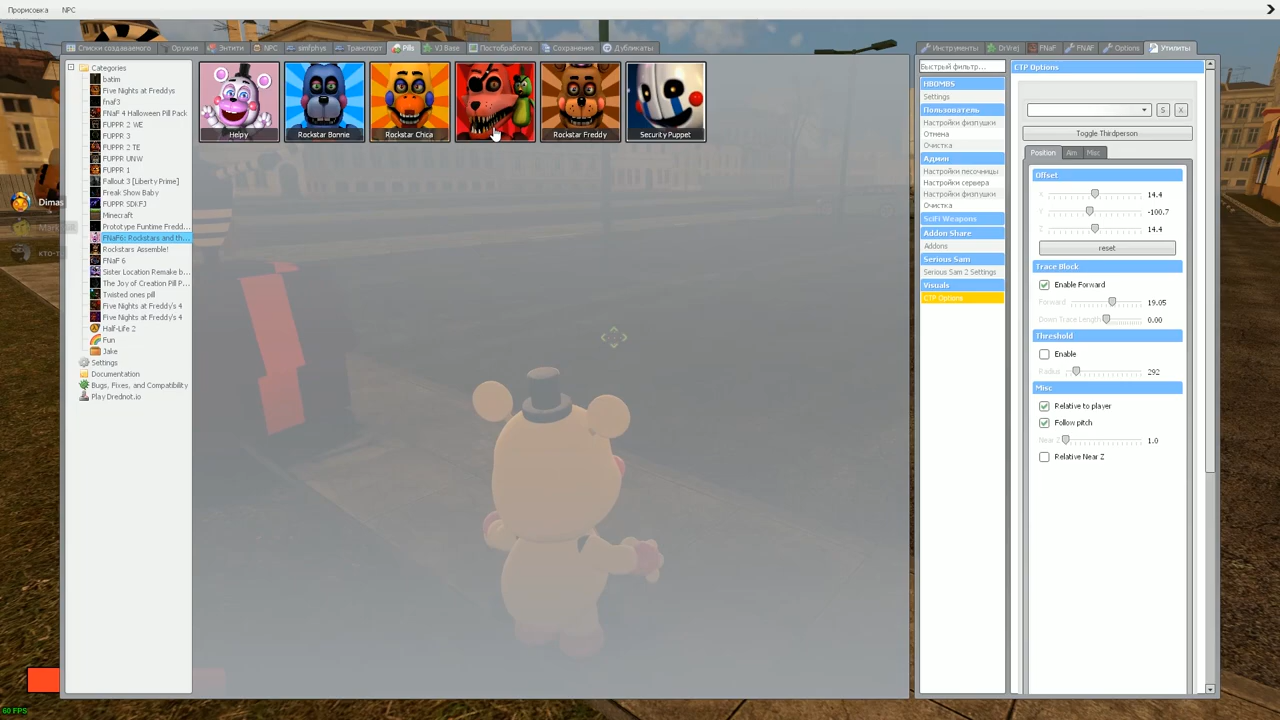 Прорисовка NPC
Списки создаваемого Оружие Энтити NPC simfphys Транспорт Pills VJ Base Постобработка Сохранения Дубликаты
Categories
batim
Five Nights at Freddys
fnaf3
FNaF 4 Halloween Pill Pack
FUPPR 2 WE
FUPPR 3
FUPPR 2 TE
FUPPR UNW
FUPPR 1
Fallout 3 [Liberty Prime]
Freak Show Baby
FUPPR SD&FJ
Minecraft
Prototype Funtime Fredd...
FNaF6: Rockstars and th...
Rockstars Assemble!
FNaF 6
Sister Location Remake b...
The Joy of Creation Pill P...
Twisted ones pill
Five Nights at Freddy's 4
Five Nights at Freddy's 4
Half-Life 2
Fun
Jake
Settings
Documentation
Bugs, Fixes, and Compatibility
Play Drednot.io
Helpy
Rockstar Bonnie
Rockstar Chica
Rockstar Freddy
Security Puppet
Dimas
60 FPS
Инструменты DrVrej FNaF FNAF Options Утилиты
Быстрый фильтр...
HBOMBS
Settings
Пользователь
Настройки физпушки
Отмена
Очистка
Админ
Настройки песочницы
Настройки сервера
Настройки физпушки
Очистка
SciFi Weapons
Addon Share
Addons
Serious Sam
Serious Sam 2 Settings
Visuals
CTP Options
CTP Options
S X
Toggle Thirdperson
Position Aim Misc
Offset
X 14.4
Y -100.7
Z 14.4
reset
Trace Block
Enable Forward
Forward 19.05
Down Trace Length 0.00
Threshold
Enable
Radius 292
Misc
Relative to player
Follow pitch
Near Z 1.0
Relative Near Z